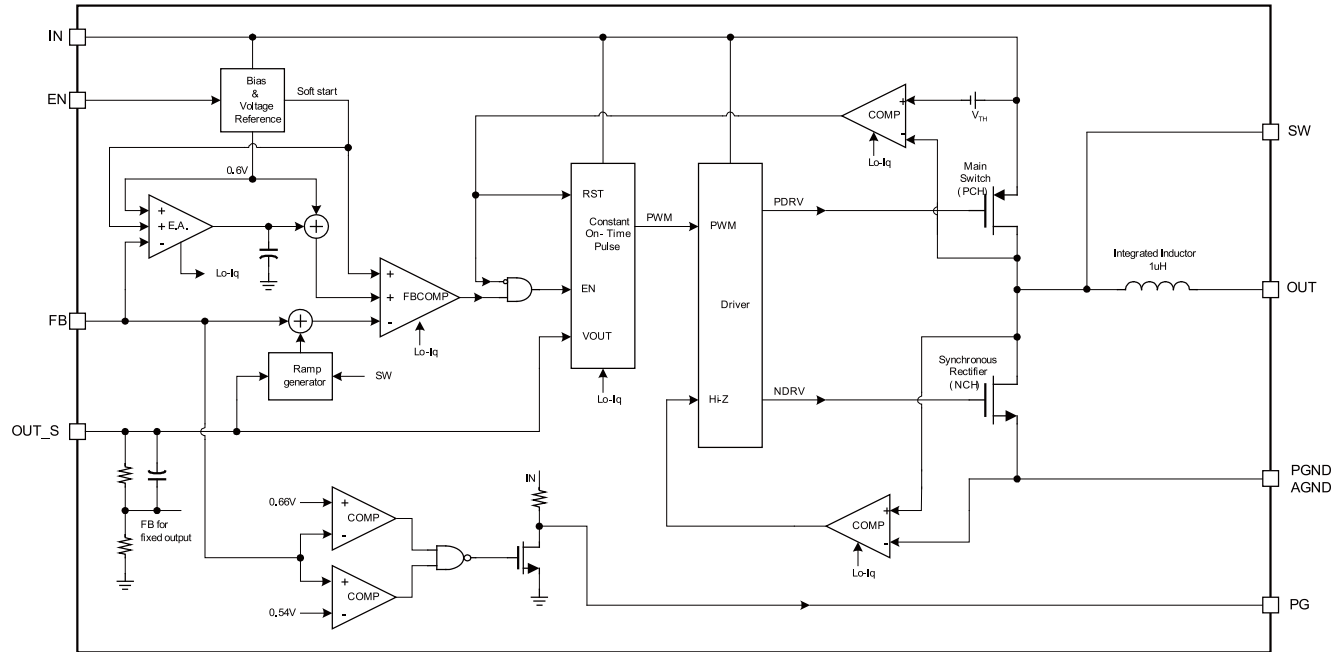 IN
EN
Bias
&
Voltage
Reference
Soft start
0.6V
+
+ E.A.
-
+
Lo-Iq
FB
+
Ramp
generator
SW
OUT_S
+
+ FBCOMP
-
Lo-Iq
RST
Constant
On- Time
Pulse
EN
VOUT
Lo-Iq
PWM
PWM
Driver
Hi-Z
PDRV
NDRV
+
COMP
-
Lo-Iq
VTH
Main
Switch
(PCH)
Integrated Inductor
1uH
Synchronous
Rectifier
(NCH)
+
COMP
-
Lo-Iq
FB for
fixed output
0.66V
+
COMP
-
+
COMP
-
0.54V
IN
SW
OUT
PGND
AGND
PG